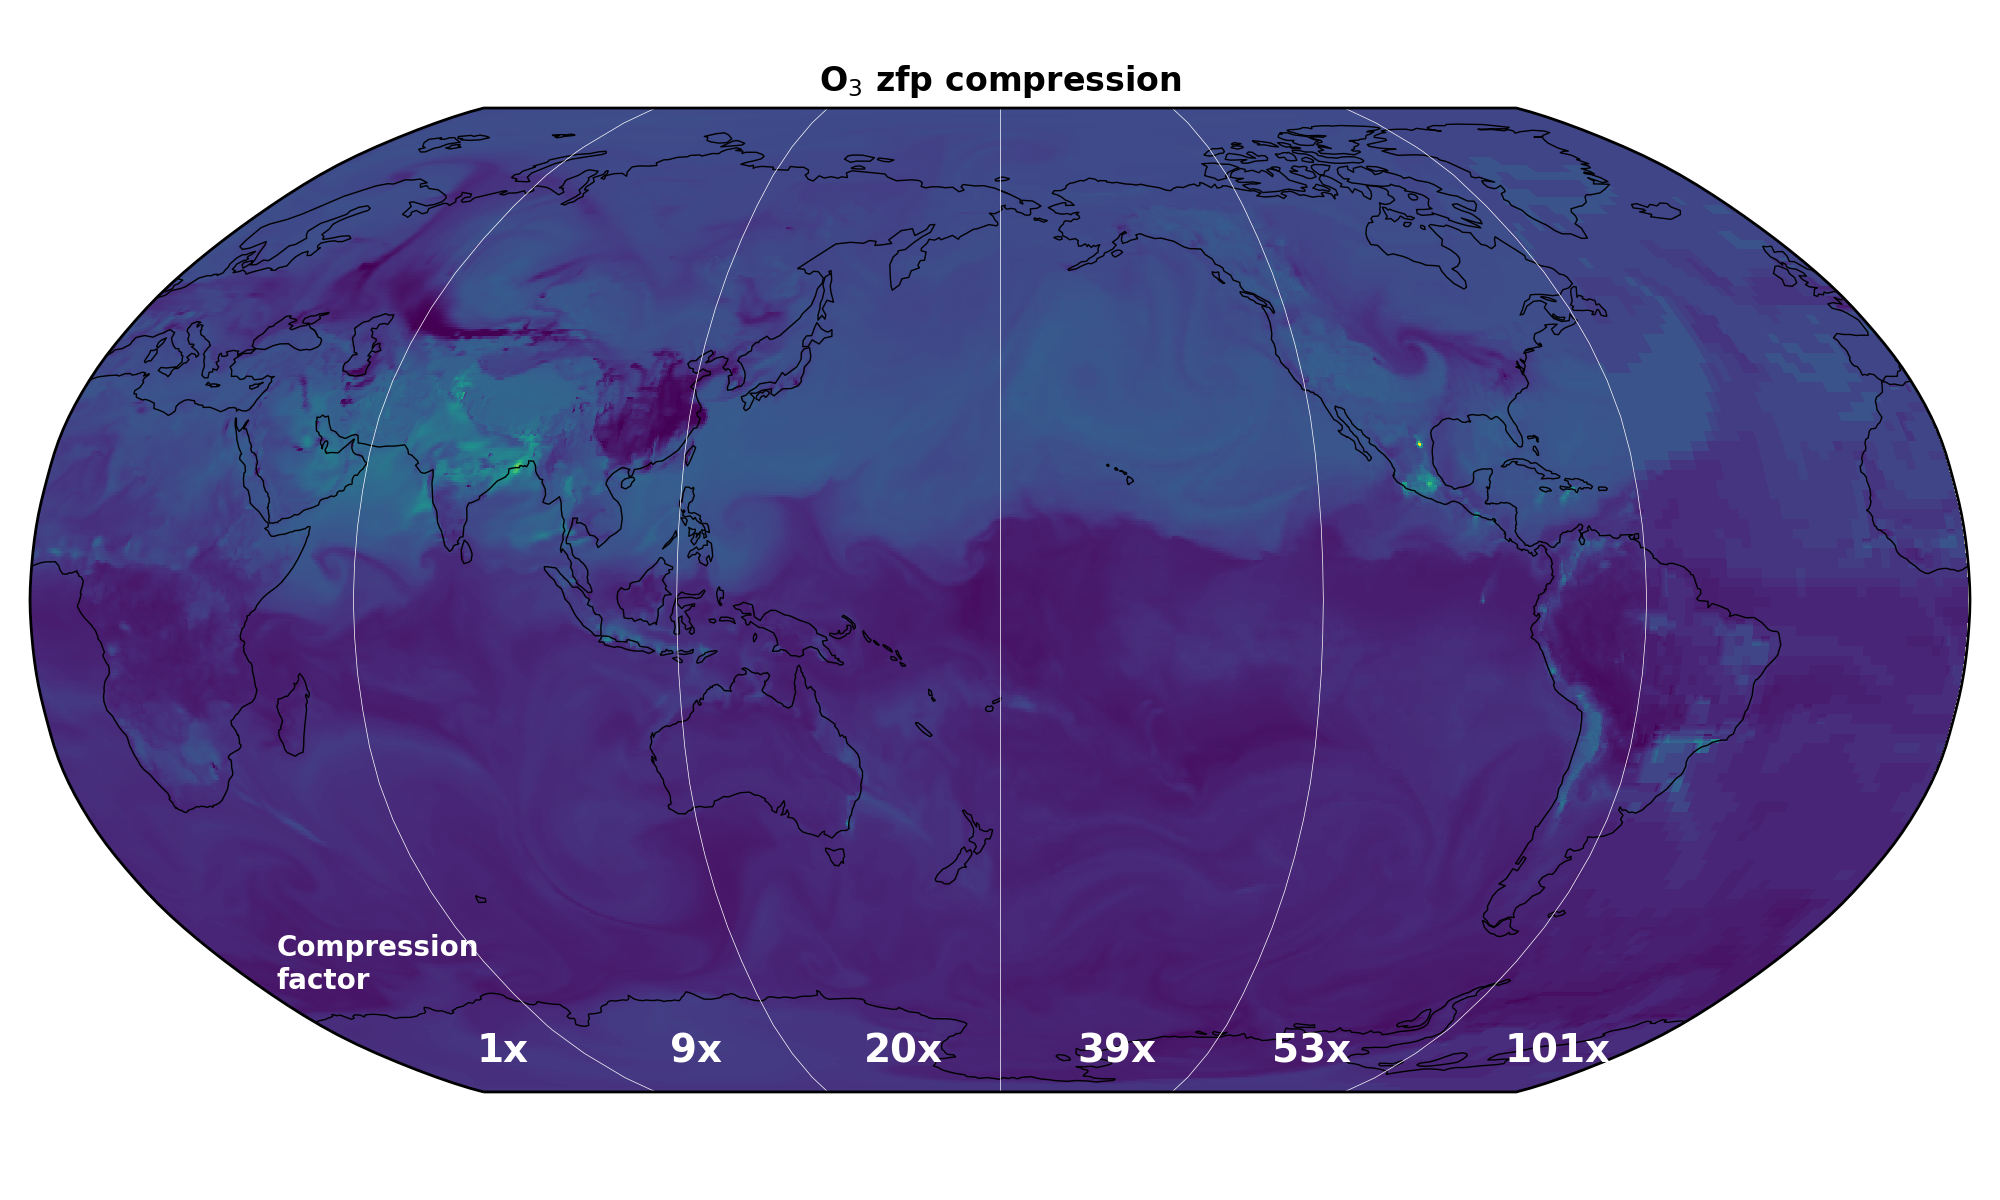 O₃ zfp compression
Compression
factor
1x 9x 20x 39x 53x 101x